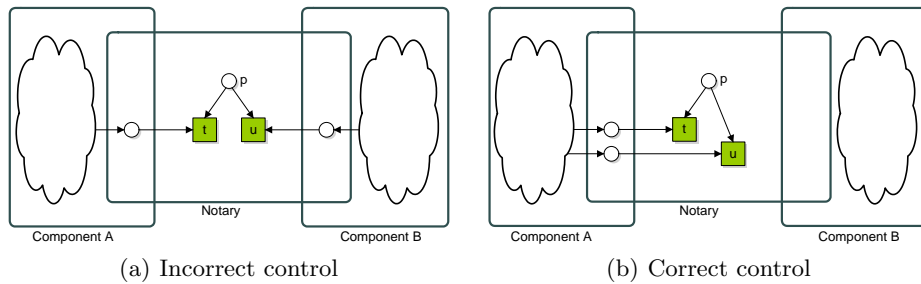 p
t
u
Notary
Component A
Component B
(a) Incorrect control
p
t
u
Notary
Component A
Component B
(b) Correct control